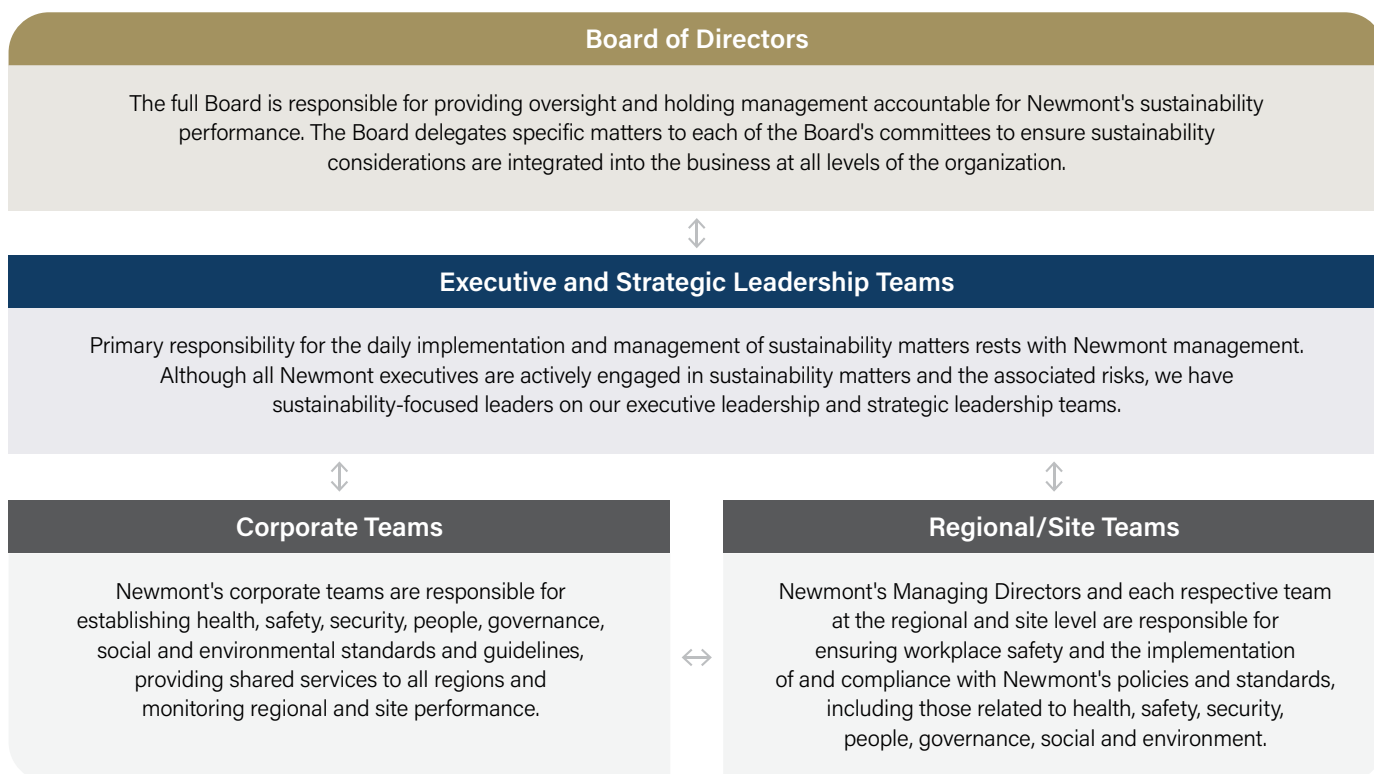 Board of Directors
The full Board is responsible for providing oversight and holding management accountable for Newmont's sustainability
performance. The Board delegates specific matters to each of the Board's committees to ensure sustainability
considerations are integrated into the business at all levels of the organization.
Executive and Strategic Leadership Teams
Primary responsibility for the daily implementation and management of sustainability matters rests with Newmont management.
Although all Newmont executives are actively engaged in sustainability matters and the associated risks, we have
sustainability-focused leaders on our executive leadership and strategic leadership teams.
Corporate Teams
Newmont's corporate teams are responsible for
establishing health, safety, security, people, governance,
social and environmental standards and guidelines,
providing shared services to all regions and
monitoring regional and site performance.
Regional/Site Teams
Newmont's Managing Directors and each respective team
at the regional and site level are responsible for
ensuring workplace safety and the implementation
of and compliance with Newmont's policies and standards,
including those related to health, safety, security,
people, governance, social and environment.